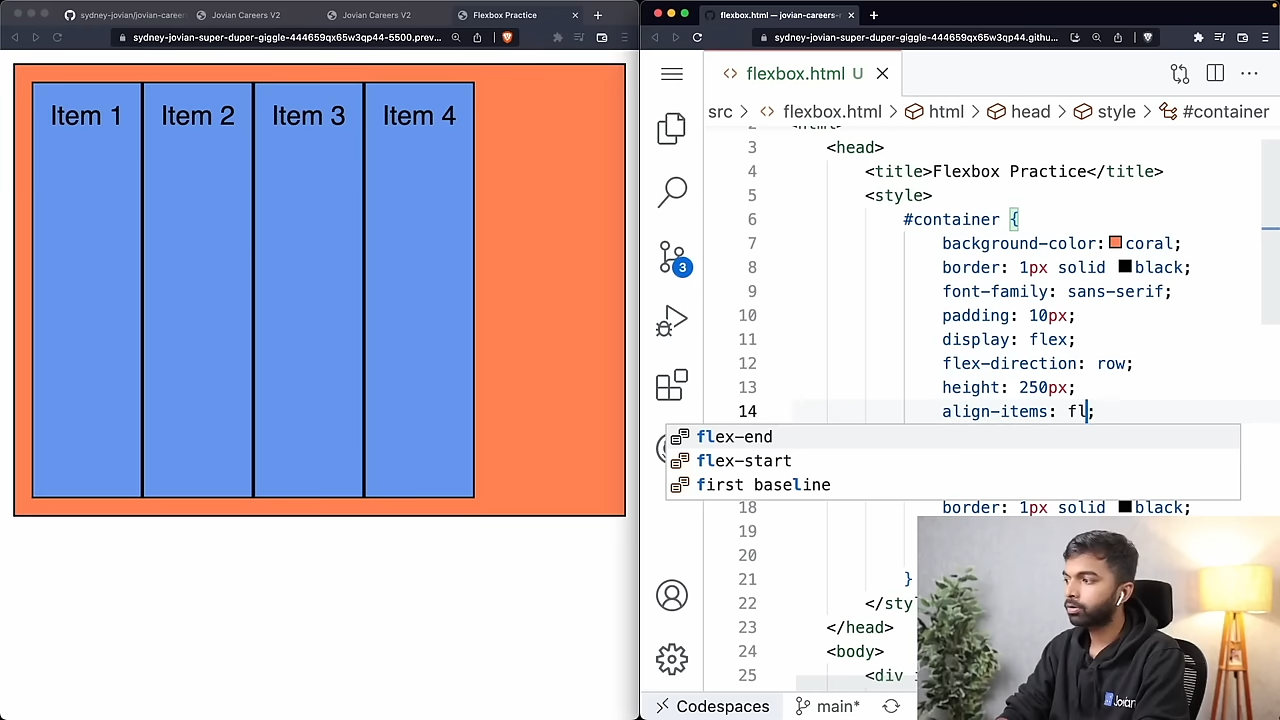 sydney-jovian/jovian-career
Jovian Careers V2
Jovian Careers V2
Flexbox Practice
sydney-jovian-super-duper-giggle-444659qx65w3qp44-5500.prev...
Item 1
Item 2
Item 3
Item 4
flexbox.html — jovian-careers-
sydney-jovian-super-duper-giggle-444659qx65w3qp44.githu...
flexbox.html U
src > flexbox.html > html > head > style > #container
3 <head>
4 <title>Flexbox Practice</title>
5 <style>
6 #container {
7 background-color: coral;
8 border: 1px solid black;
9 font-family: sans-serif;
10 padding: 10px;
11 display: flex;
12 flex-direction: row;
13 height: 250px;
14 align-items: fl;
flex-end
flex-start
first baseline
18 border: 1px solid black;
19
20
21 }
22 </sty
23 </head>
24 <body>
25 <div
3
Codespaces
main*
Jovian